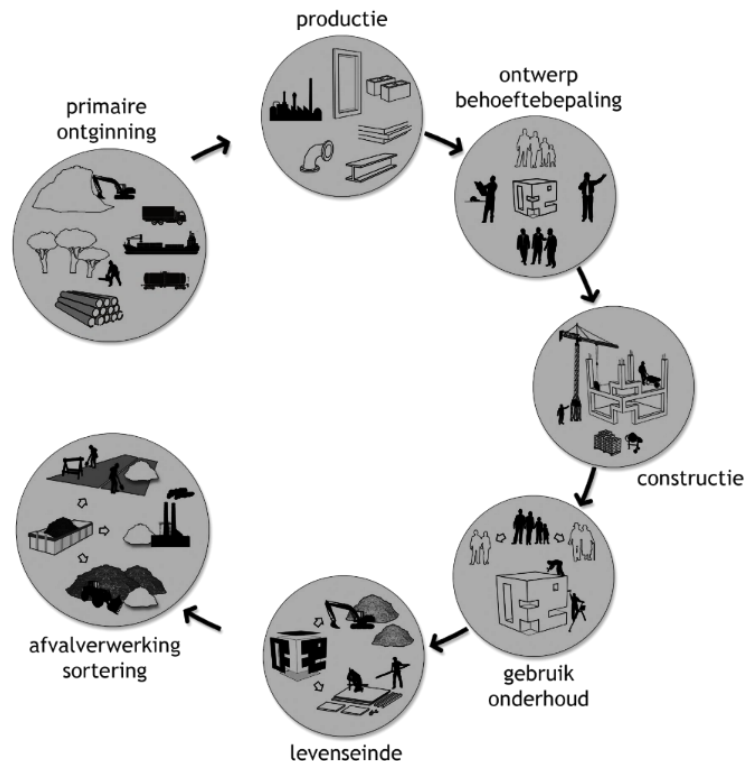 productie
ontwerp
behoeftebepaling
primaire
ontginning
constructie
gebruik
onderhoud
levenseinde
afvalverwerking
sortering